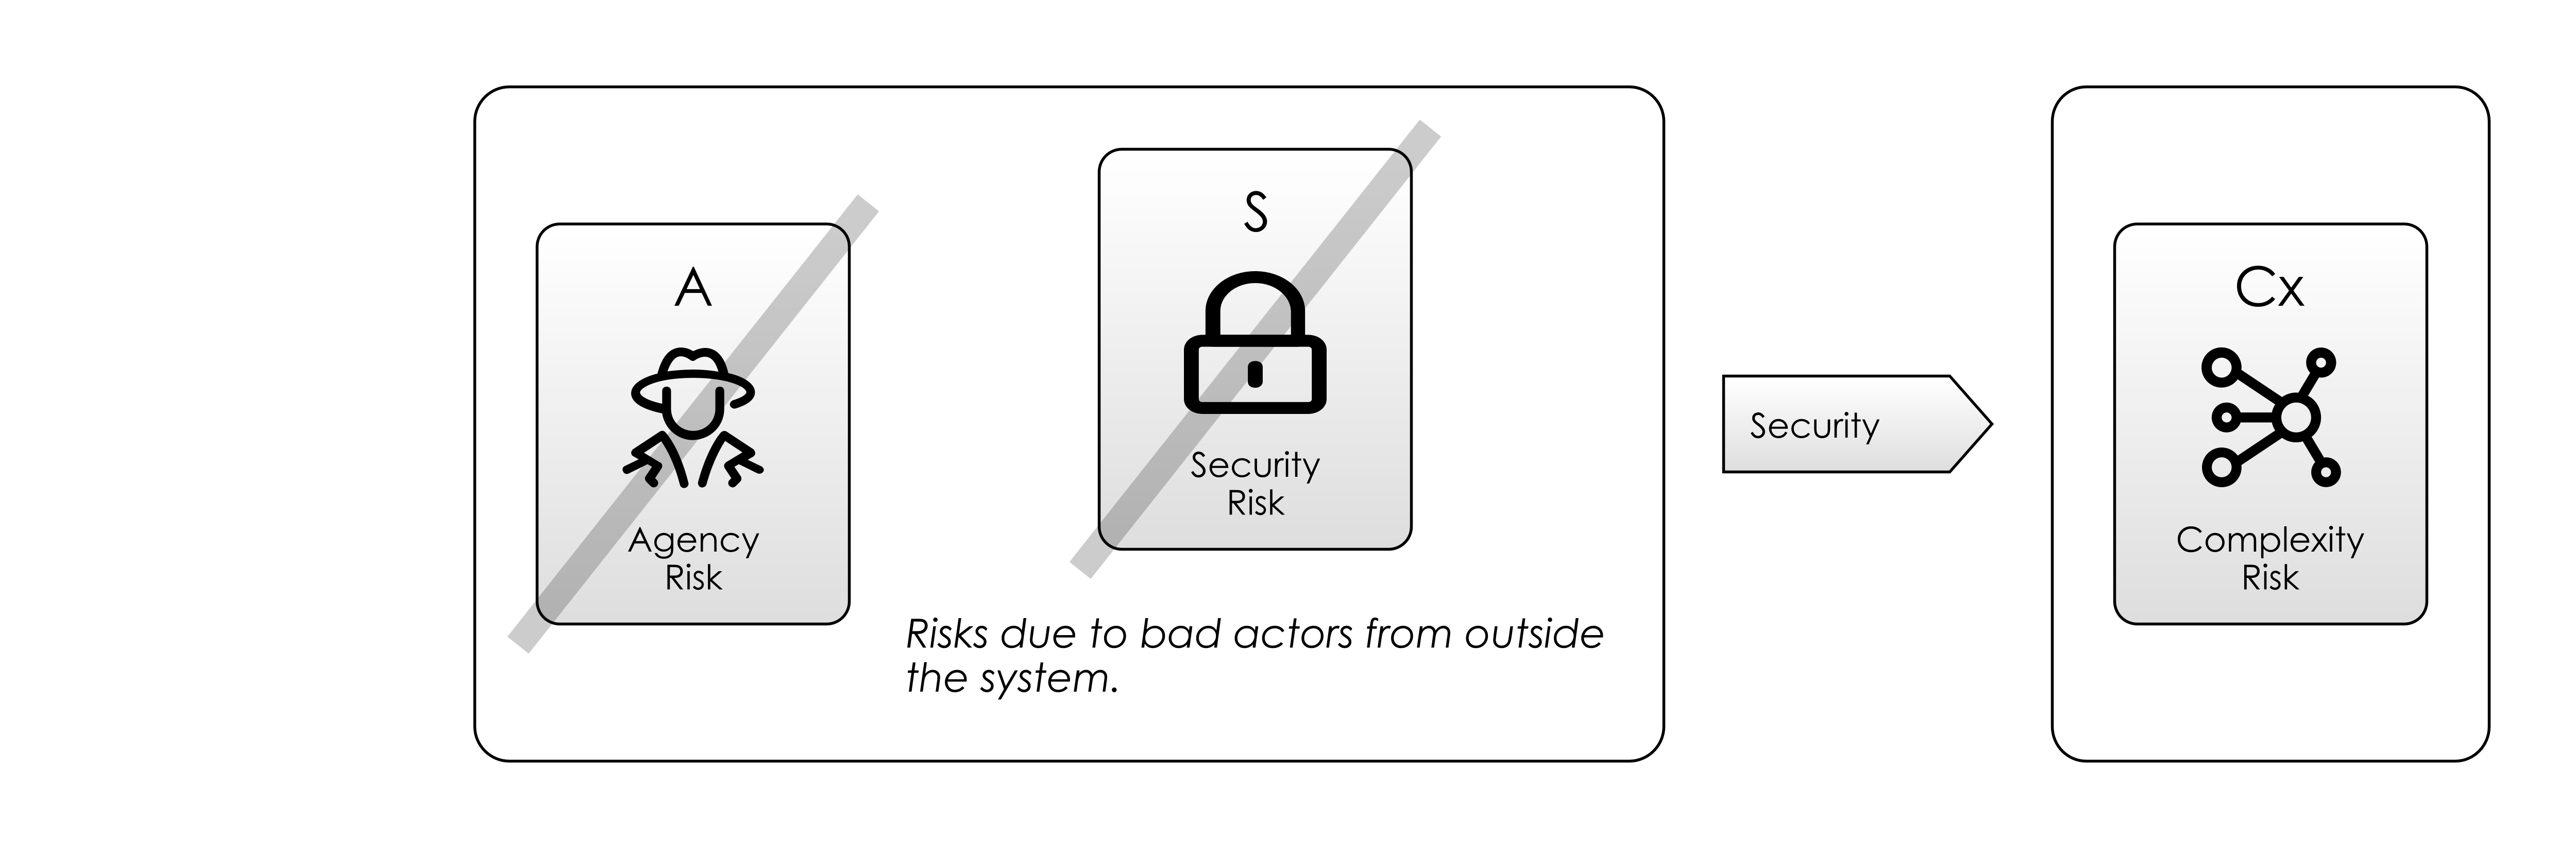 A
Agency
Risk
S
Security
Risk
Risks due to bad actors from outside
the system.
Security
Cx
Complexity
Risk